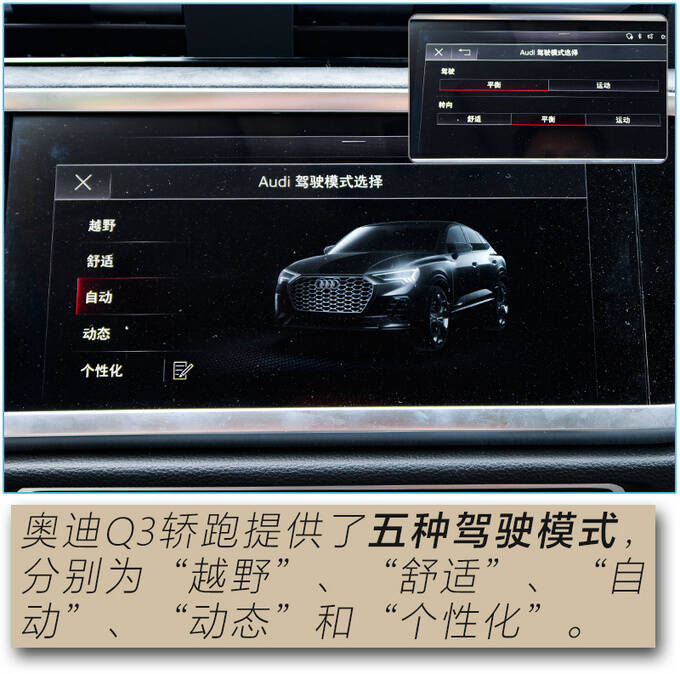 Audi 驾驶模式选择
驾驶
平衡 运动
转向
舒适 平衡 运动
Audi 驾驶模式选择
越野
舒适
自动
动态
个性化
奥迪Q3轿跑提供了五种驾驶模式，
分别为“越野”、“舒适”、“自
动”、“动态”和“个性化”。